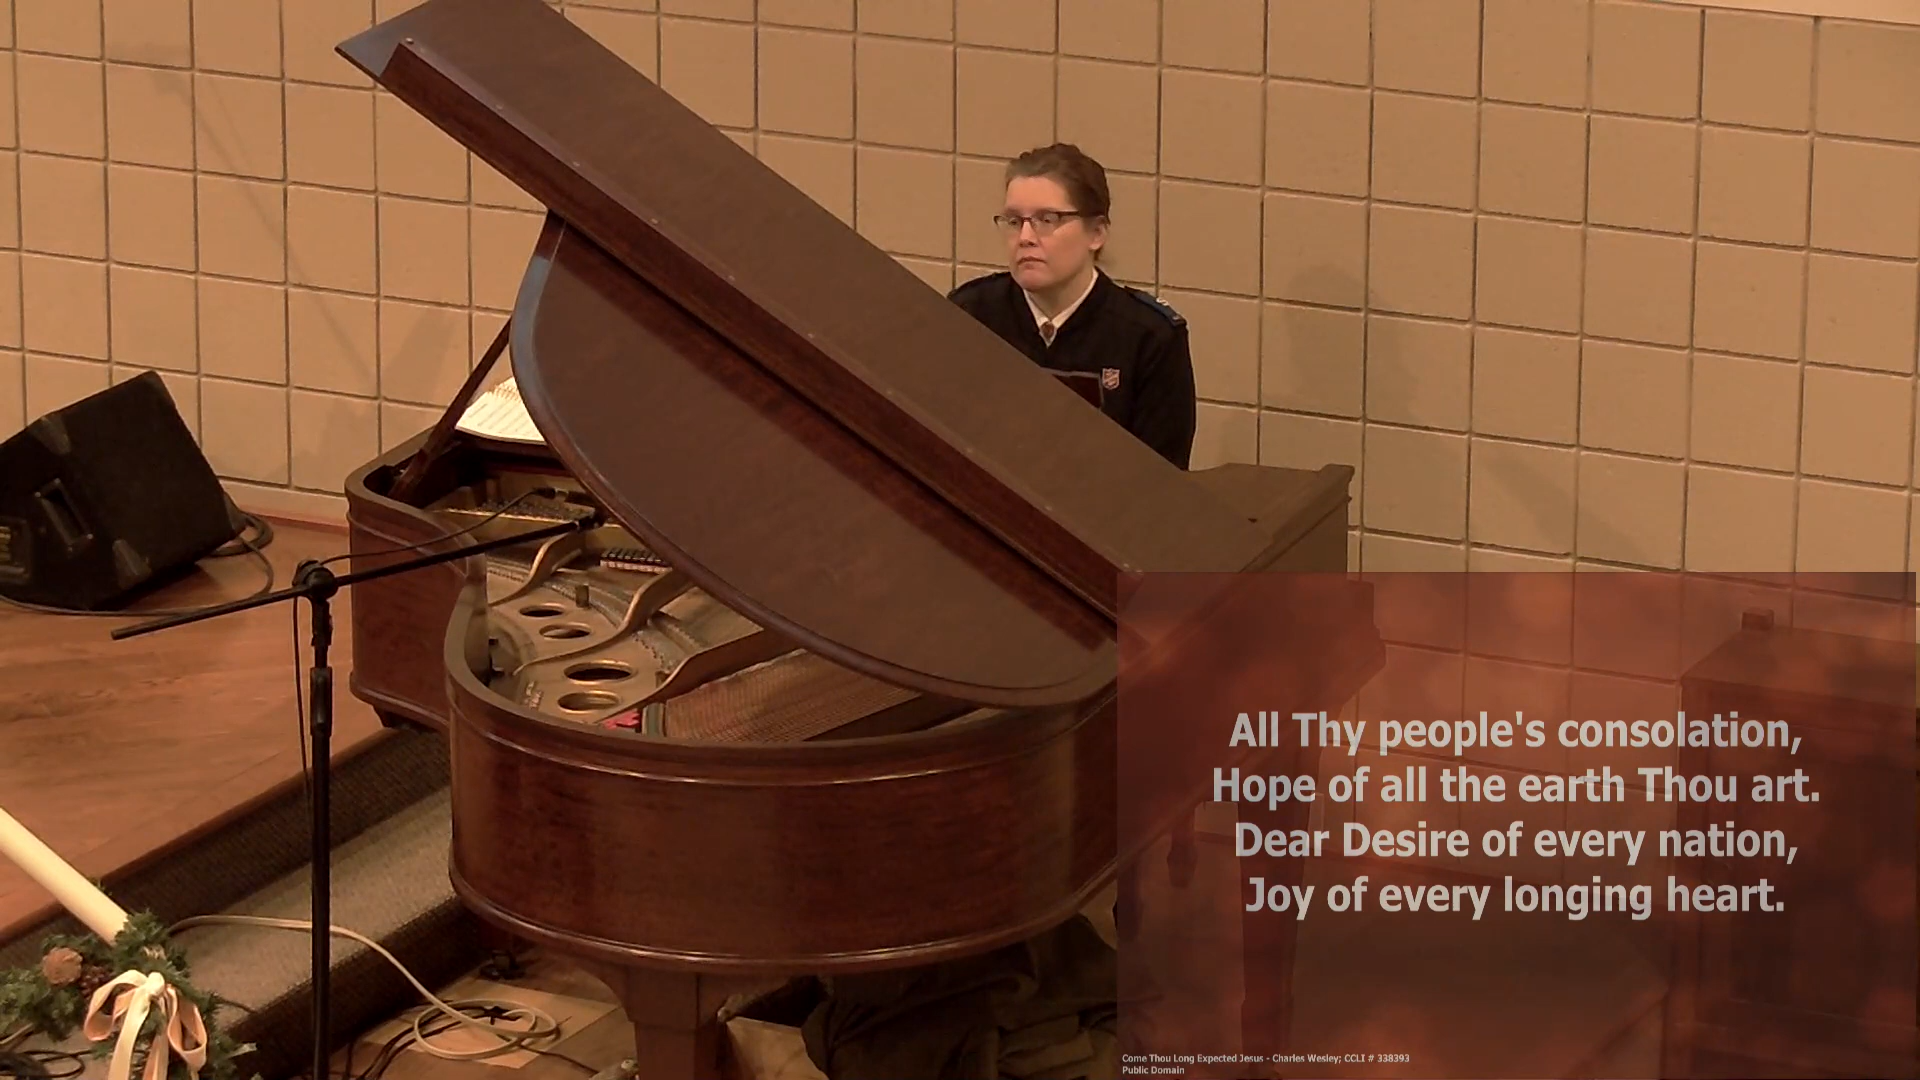 All Thy people's consolation,
Hope of all the earth Thou art.
Dear Desire of every nation,
Joy of every longing heart.
Come Thou Long Expected Jesus - Charles Wesley; CCLI # 338393
Public Domain